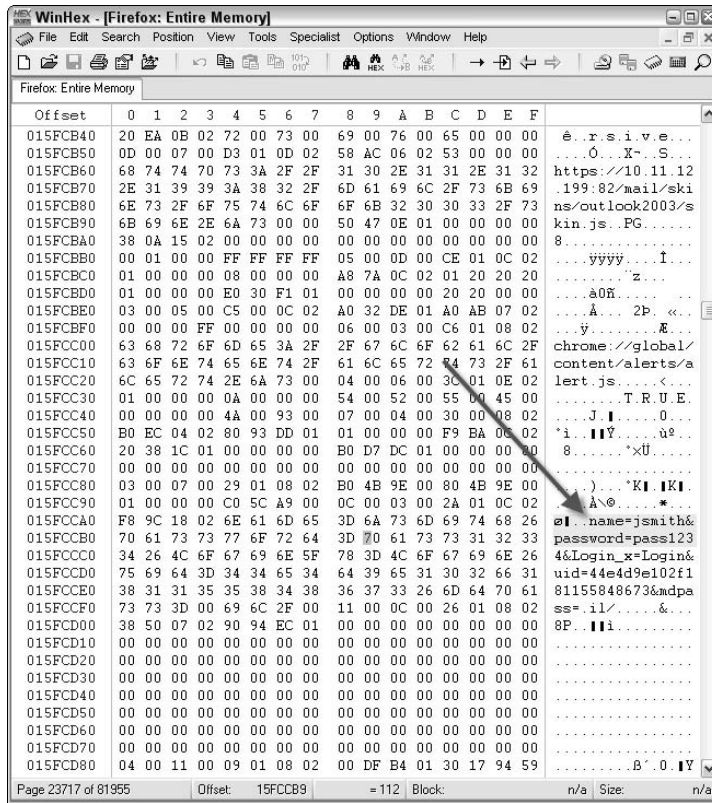 WinHex - [Firefox: Entire Memory]
File Edit Search Position View Tools Specialist Options Window Help
Firefox: Entire Memory
Offset 0 1 2 3 4 5 6 7 8 9 A B C D E F
015FCB40 20 EA 0B 02 72 00 73 00 69 00 76 00 65 00 00 00 ê..r.s.i.v.e...
015FCB50 0D 00 07 00 D3 01 0D 02 58 AC 06 02 53 00 00 00 ....Ó...X¬..S...
015FCB60 68 74 74 70 73 3A 2F 2F 31 30 2E 31 31 2E 31 32 https://10.11.12
015FCB70 2E 31 39 39 3A 38 32 2F 6D 61 69 6C 2F 73 6B 69 .199:82/mail/ski
015FCB80 6E 73 2F 6F 75 74 6C 6F 6F 6B 32 30 30 33 2F 73 ns/outlook2003/s
015FCB90 6B 69 6E 2E 6A 73 00 00 50 47 0E 01 00 00 00 00 kin.js..PG......
015FCBA0 38 0A 15 02 00 00 00 00 00 00 00 00 00 00 00 00 8...............
015FCBB0 00 01 00 00 FF FF FF FF 05 00 0D 00 CE 01 0C 02 ....ÿÿÿÿ....Î...
015FCBC0 01 00 00 00 08 00 00 00 A8 7A 0C 02 01 20 20 20 ........¨z...
015FCBD0 01 00 00 00 E0 30 F1 01 00 00 00 00 20 20 00 00 ....à0ñ..... ..
015FCBE0 03 00 05 00 C5 00 0C 02 A0 32 DE 01 A0 AB 07 02 ....Å... 2Þ. «..
015FCBF0 00 00 00 FF 00 00 00 00 06 00 03 00 C6 01 08 02 ...ÿ........Æ...
015FCC00 63 68 72 6F 6D 65 3A 2F 2F 67 6C 6F 62 61 6C 2F chrome://global/
015FCC10 63 6F 6E 74 65 6E 74 2F 61 6C 65 72 74 73 2F 61 content/alerts/a
015FCC20 6C 65 72 74 2E 6A 73 00 04 00 06 00 3C 01 0E 02 lert.js.....<...
015FCC30 01 00 00 00 0A 00 00 00 54 00 52 00 55 00 45 00 ........T.R.U.E.
015FCC40 00 00 00 00 4A 00 93 00 07 00 04 00 30 00 08 02 ....J.▮.....0...
015FCC50 B0 EC 04 02 80 93 DD 01 01 00 00 00 F9 BA 06 02 °ì..▮▮Ý.....ùº..
015FCC60 20 38 1C 01 00 00 00 00 B0 D7 DC 01 00 00 00 00 8......°×Ü.....
015FCC70 00 00 00 00 00 00 00 00 00 00 00 00 00 00 00 00 ................
015FCC80 03 00 07 00 29 01 08 02 B0 4B 9E 00 80 4B 9E 00 ....)...°K▮.▮K▮.
015FCC90 01 00 00 00 C0 5C A9 00 0C 00 03 00 2A 01 0C 02 ....À\©.....*...
015FCCA0 F8 9C 18 02 6E 61 6D 65 3D 6A 73 6D 69 74 68 26 ø▮..name=jsmith&
015FCCB0 70 61 73 73 77 6F 72 64 3D 70 61 73 73 31 32 33 password=pass123
015FCCC0 34 26 4C 6F 67 69 6E 5F 78 3D 4C 6F 67 69 6E 26 4&Login_x=Login&
015FCCD0 75 69 64 3D 34 34 65 34 64 39 65 31 30 32 66 31 uid=44e4d9e102f1
015FCCE0 38 31 31 35 35 38 34 38 36 37 33 26 6D 64 70 61 81155848673&mdpa
015FCCF0 73 73 3D 00 69 6C 2F 00 11 00 0C 00 26 01 08 02 ss=.il/.....&...
015FCD00 38 50 07 02 90 94 EC 01 00 00 00 00 00 00 00 00 8P..▮▮ì.........
015FCD10 00 00 00 00 00 00 00 00 00 00 00 00 00 00 00 00 ................
015FCD20 00 00 00 00 00 00 00 00 00 00 00 00 00 00 00 00 ................
015FCD30 00 00 00 00 00 00 00 00 00 00 00 00 00 00 00 00 ................
015FCD40 00 00 00 00 00 00 00 00 00 00 00 00 00 00 00 00 ................
015FCD50 00 00 00 00 00 00 00 00 00 00 00 00 00 00 00 00 ................
015FCD60 00 00 00 00 00 00 00 00 00 00 00 00 00 00 00 00 ................
015FCD70 00 00 00 00 00 00 00 00 00 00 00 00 00 00 00 00 ................
015FCD80 04 00 11 00 09 01 08 02 00 DF B4 01 30 17 94 59 .........ß´.0.▮Y
Page 23717 of 81955 Offset: 15FCCB9 = 112 Block: n/a Size: n/a